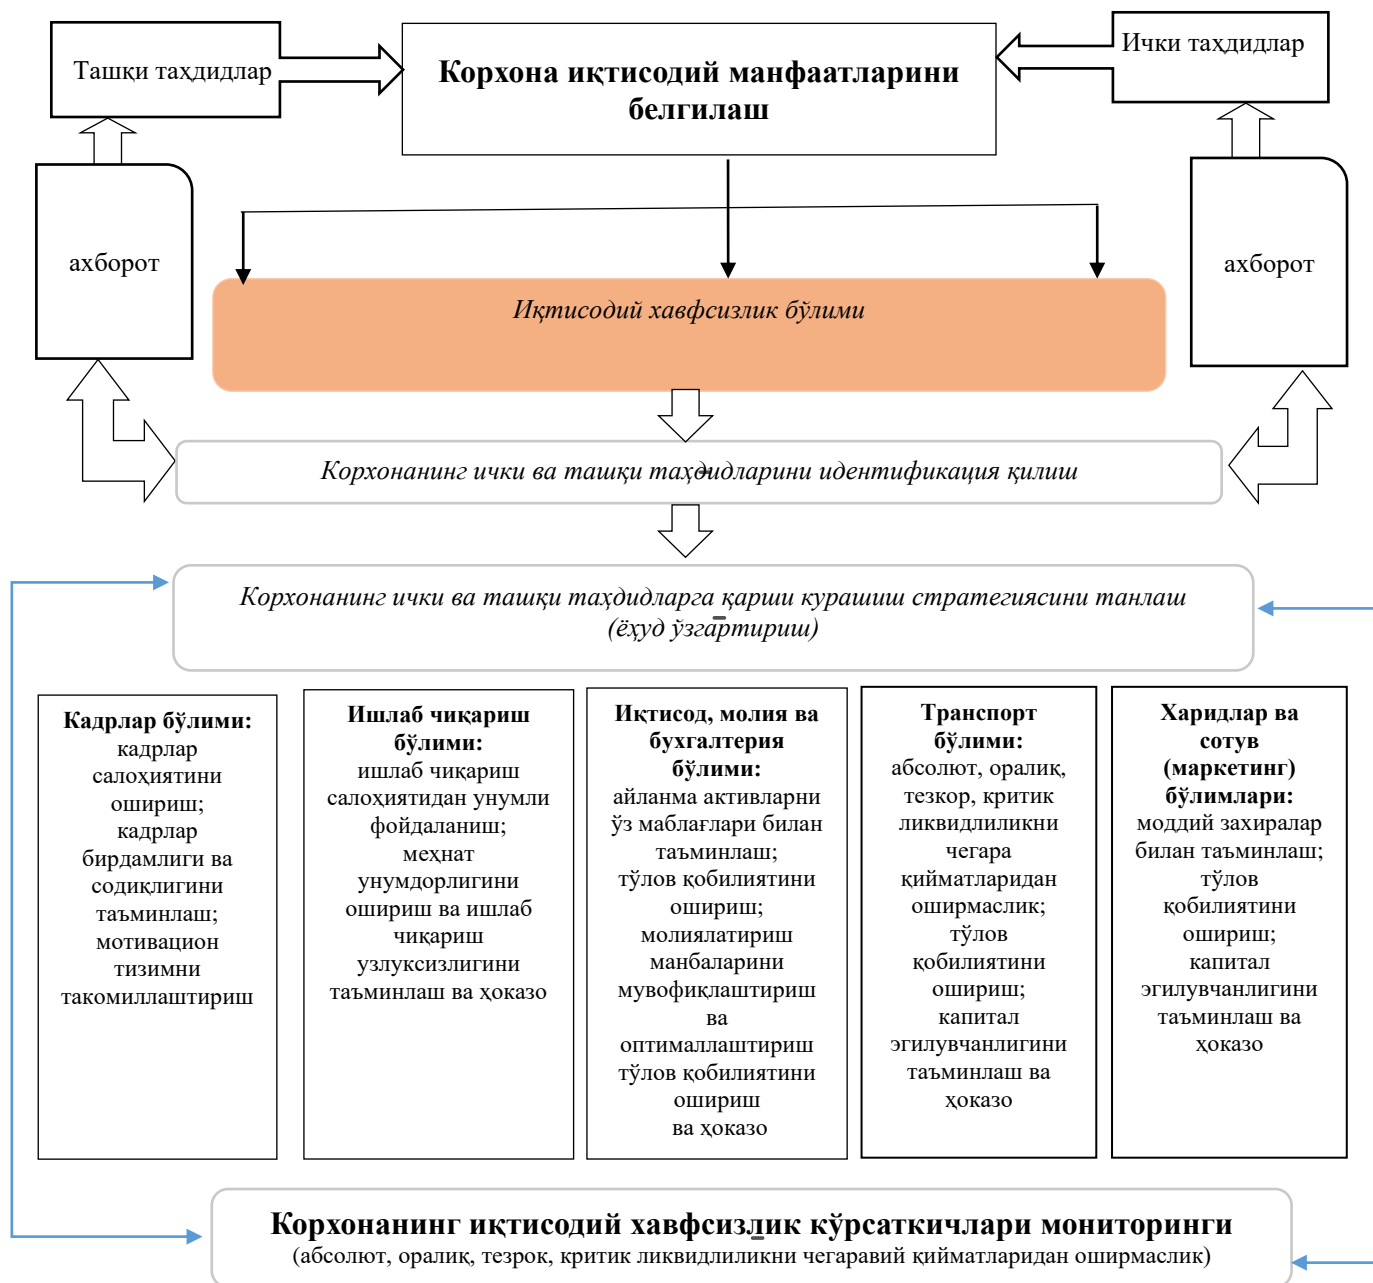 Ташқи таҳдидлар
Корхона иқтисодий манфаатларини
белгилаш
Ички таҳдидлар
ахборот
ахборот
Иқтисодий хавфсизлик бўлими
Корхонанинг ички ва ташқи таҳдидларини идентификация қилиш
Корхонанинг ички ва ташқи таҳдидларга қарши курашиш стратегиясини танлаш
(ёҳуд ўзгартириш)
Кадрлар бўлими:
кадрлар
салоҳиятини
ошириш;
кадрлар
бирдамлиги ва
содиқлигини
таъминлаш;
мотивацион
тизимни
такомиллаштириш
Ишлаб чиқариш
бўлими:
ишлаб чиқариш
салоҳиятидан унумли
фойдаланиш;
меҳнат
унумдорлигини
ошириш ва ишлаб
чиқариш
узлуксизлигини
таъминлаш ва ҳоказо
Иқтисод, молия ва
бухгалтерия
бўлими:
айланма активларни
ўз маблағлари билан
таъминлаш;
тўлов қобилиятини
ошириш;
молиялатириш
манбаларини
мувофиқлаштириш
ва
оптималлаштириш
тўлов қобилиятини
ошириш
ва ҳоказо
Транспорт
бўлими:
абсолют, оралиқ,
тезкор, критик
ликвидлиликни
чегара
қийматларидан
оширмаслик;
тўлов
қобилиятини
ошириш;
капитал
эгилувчанлигини
таъминлаш ва
ҳоказо
Харидлар ва
сотув
(маркетинг)
бўлимлари:
моддий захиралар
билан таъминлаш;
тўлов
қобилиятини
ошириш;
капитал
эгилувчанлигини
таъминлаш ва
ҳоказо
Корхонанинг иқтисодий хавфсизлик кўрсаткичлари мониторинги
(абсолют, оралиқ, тезрок, критик ликвидлиликни чегаравий қийматларидан оширмаслик)